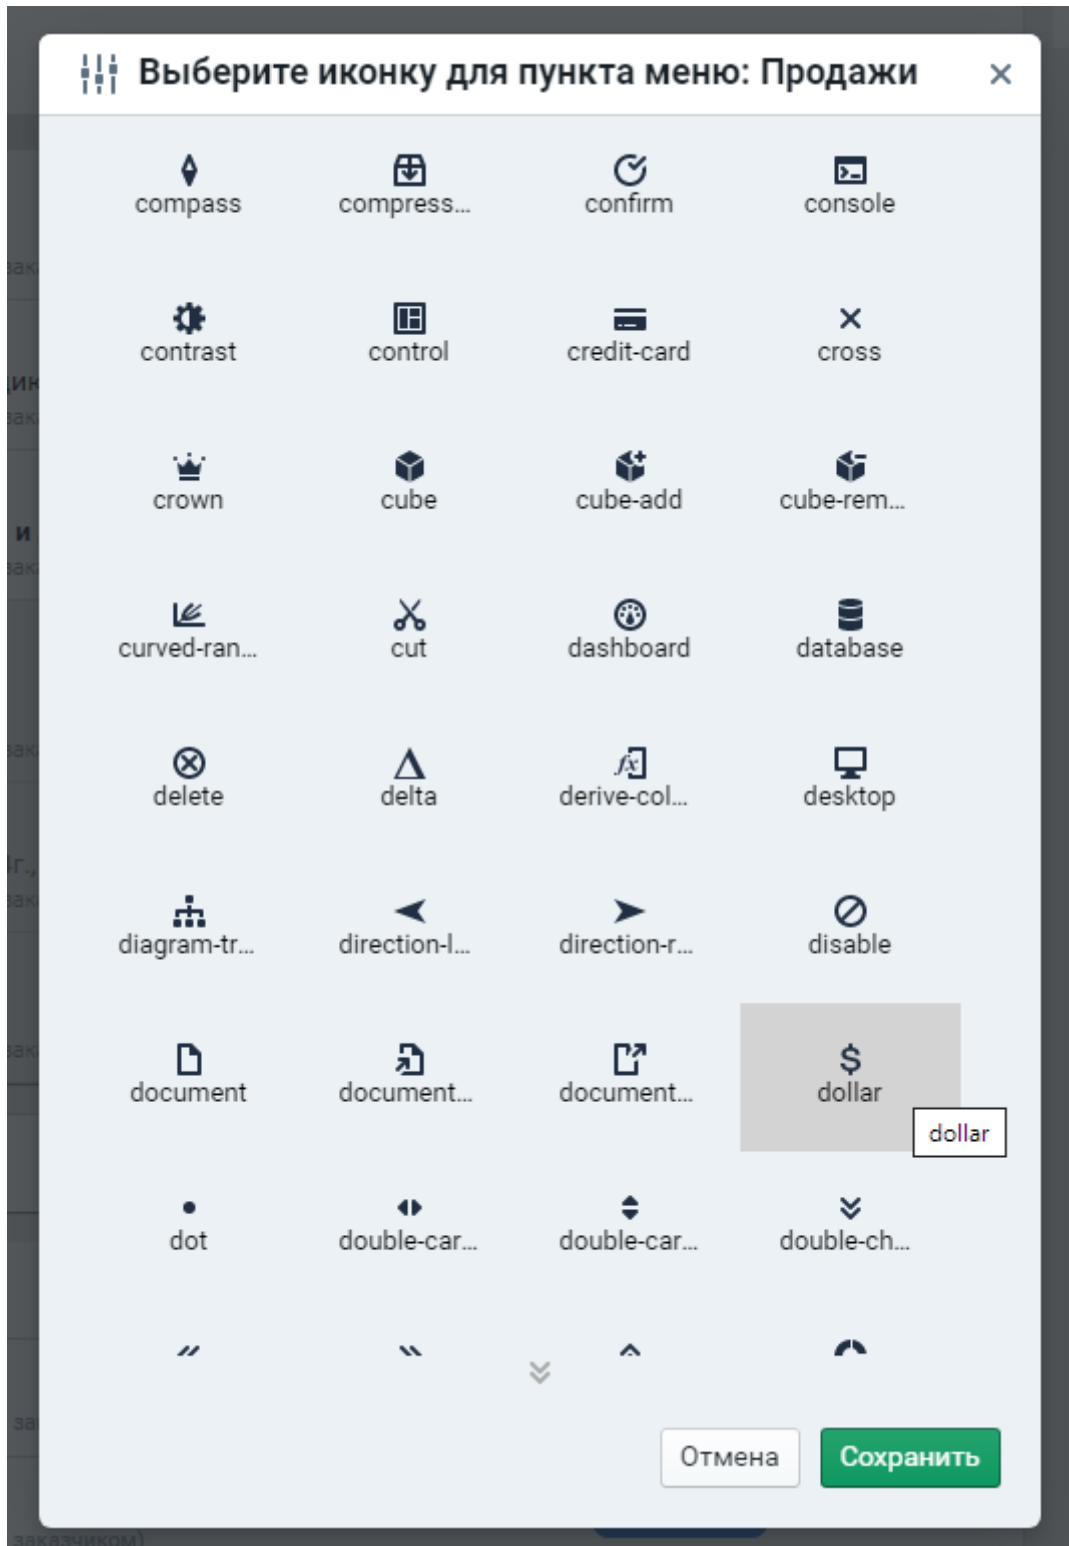 Выберите иконку для пункта меню: Продажи
compass compress... confirm console
contrast control credit-card cross
crown cube cube-add cube-rem...
curved-ran... cut dashboard database
delete delta derive-col... desktop
diagram-tr... direction-l... direction-r... disable
document document... document... dollar
dollar
dot double-car... double-car... double-ch...
Отмена Сохранить
заказчиком)